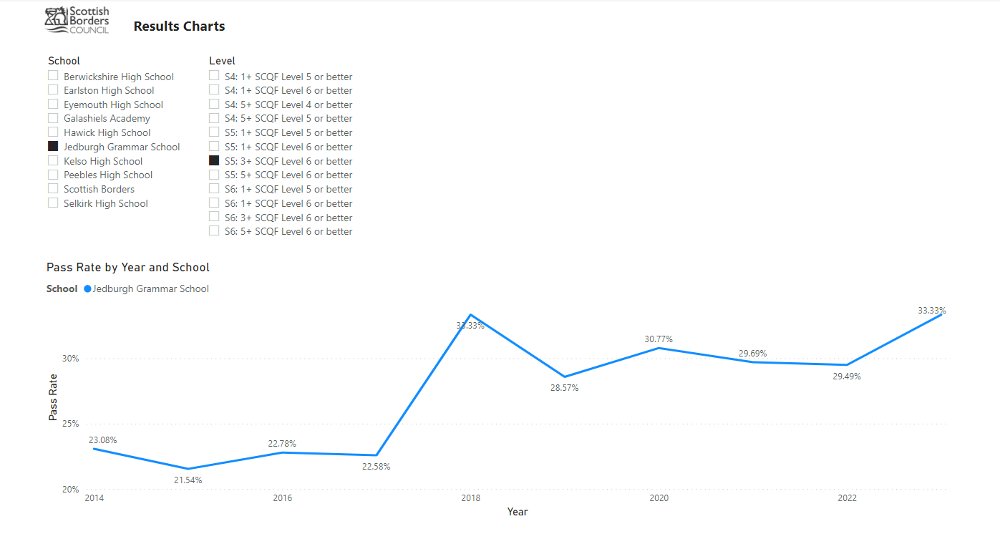 Scottish
Borders
COUNCIL
Results Charts
School
Berwickshire High School
Earlston High School
Eyemouth High School
Galashiels Academy
Hawick High School
Jedburgh Grammar School
Kelso High School
Peebles High School
Scottish Borders
Selkirk High School
Level
S4: 1+ SCQF Level 5 or better
S4: 1+ SCQF Level 6 or better
S4: 5+ SCQF Level 4 or better
S4: 5+ SCQF Level 5 or better
S5: 1+ SCQF Level 5 or better
S5: 1+ SCQF Level 6 or better
S5: 3+ SCQF Level 6 or better
S5: 5+ SCQF Level 6 or better
S6: 1+ SCQF Level 5 or better
S6: 1+ SCQF Level 6 or better
S6: 3+ SCQF Level 6 or better
S6: 5+ SCQF Level 6 or better
Pass Rate by Year and School
School Jedburgh Grammar School
Pass Rate
30%
25%
20%
23.08%
21.54%
22.78%
22.58%
33.33%
28.57%
30.77%
29.69%
29.49%
33.33%
2014 2016 2018 2020 2022
Year